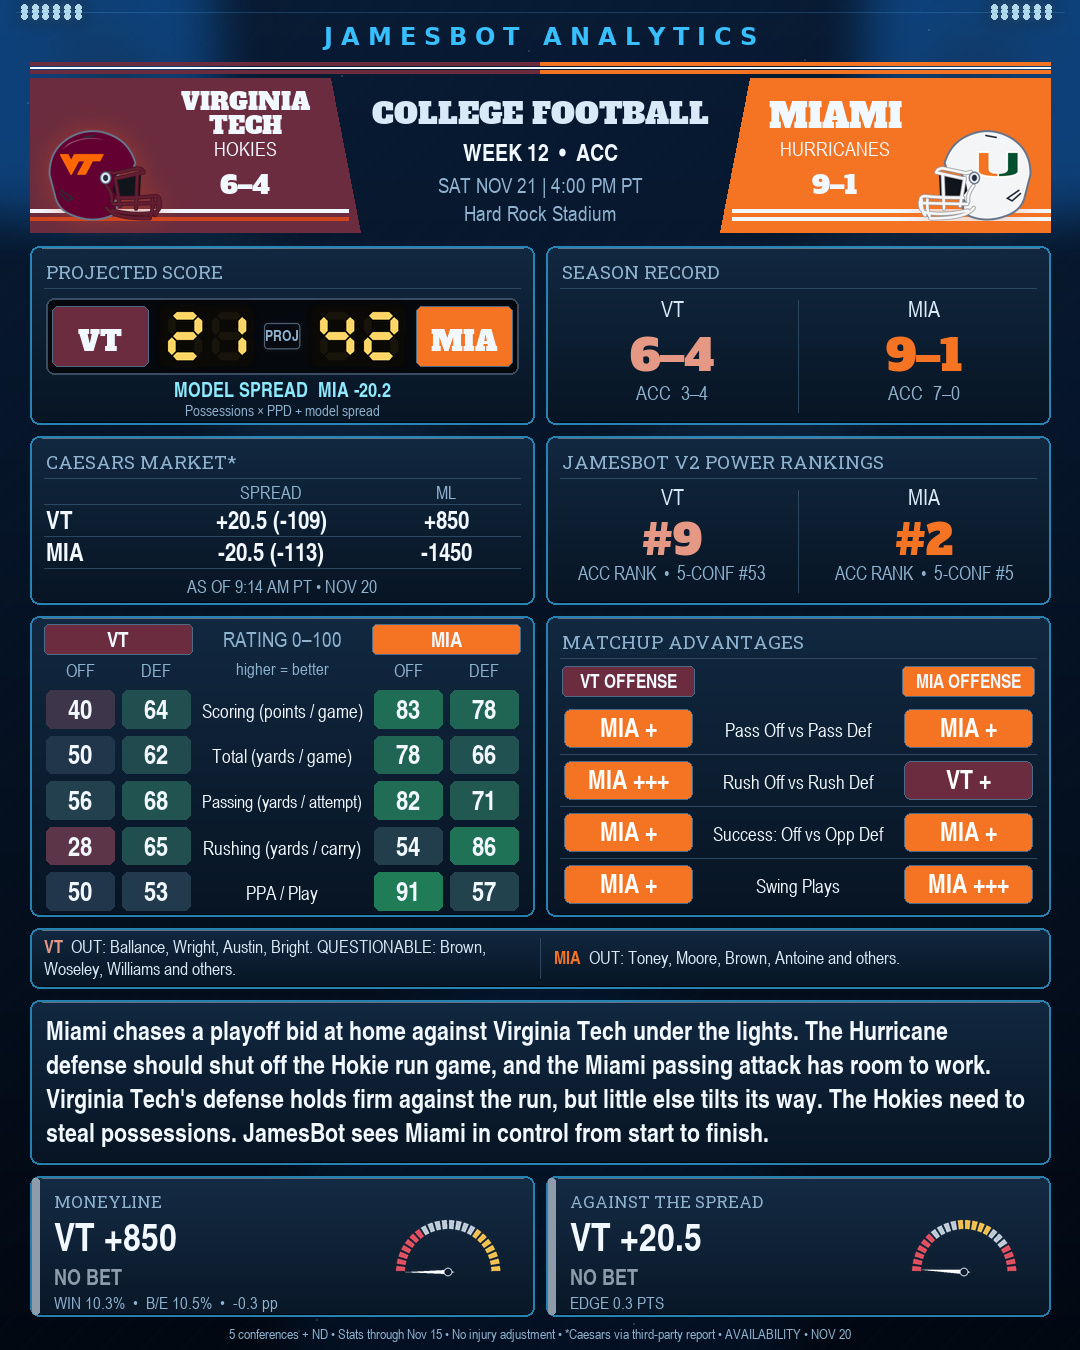 JAMESBOT ANALYTICS
VIRGINIA
TECH
HOKIES
6–4
VT
COLLEGE FOOTBALL
WEEK 12 • ACC
SAT NOV 21 | 4:00 PM PT
Hard Rock Stadium
MIAMI
HURRICANES
9–1
U
PROJECTED SCORE
VT 21 PROJ 42 MIA
MODEL SPREAD MIA -20.2
Possessions × PPD + model spread
SEASON RECORD
VT MIA
6–4 9–1
ACC 3–4 ACC 7–0
CAESARS MARKET*
SPREAD ML
VT +20.5 (-109) +850
MIA -20.5 (-113) -1450
AS OF 9:14 AM PT • NOV 20
JAMESBOT V2 POWER RANKINGS
VT MIA
#9 #2
ACC RANK • 5-CONF #53 ACC RANK • 5-CONF #5
VT RATING 0–100 MIA
OFF DEF higher = better OFF DEF
40 64 Scoring (points / game) 83 78
50 62 Total (yards / game) 78 66
56 68 Passing (yards / attempt) 82 71
28 65 Rushing (yards / carry) 54 86
50 53 PPA / Play 91 57
MATCHUP ADVANTAGES
VT OFFENSE MIA OFFENSE
MIA + Pass Off vs Pass Def MIA +
MIA +++ Rush Off vs Rush Def VT +
MIA + Success: Off vs Opp Def MIA +
MIA + Swing Plays MIA +++
VT OUT: Ballance, Wright, Austin, Bright. QUESTIONABLE: Brown,
Woseley, Williams and others.
MIA OUT: Toney, Moore, Brown, Antoine and others.
Miami chases a playoff bid at home against Virginia Tech under the lights. The Hurricane
defense should shut off the Hokie run game, and the Miami passing attack has room to work.
Virginia Tech's defense holds firm against the run, but little else tilts its way. The Hokies need to
steal possessions. JamesBot sees Miami in control from start to finish.
MONEYLINE
VT +850
NO BET
WIN 10.3% • B/E 10.5% • -0.3 pp
AGAINST THE SPREAD
VT +20.5
NO BET
EDGE 0.3 PTS
5 conferences + ND • Stats through Nov 15 • No injury adjustment • *Caesars via third-party report • AVAILABILITY • NOV 20